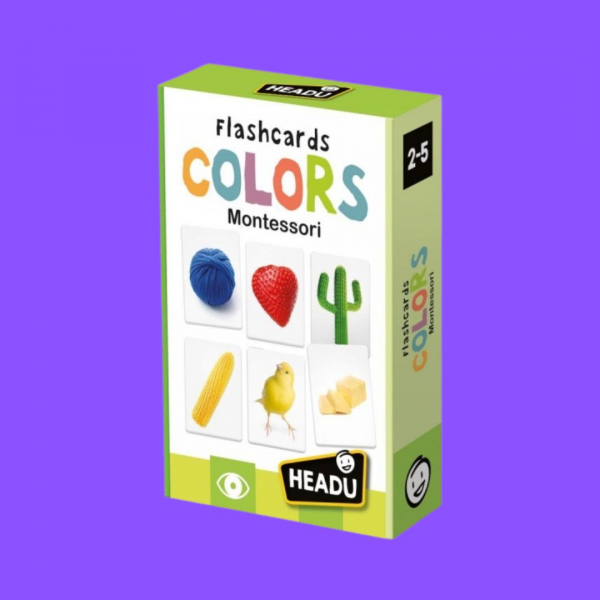 HEADU
Flashcards
COLORS
Montessori
HEADU
2-5
Flashcards
COLORS
Montessori